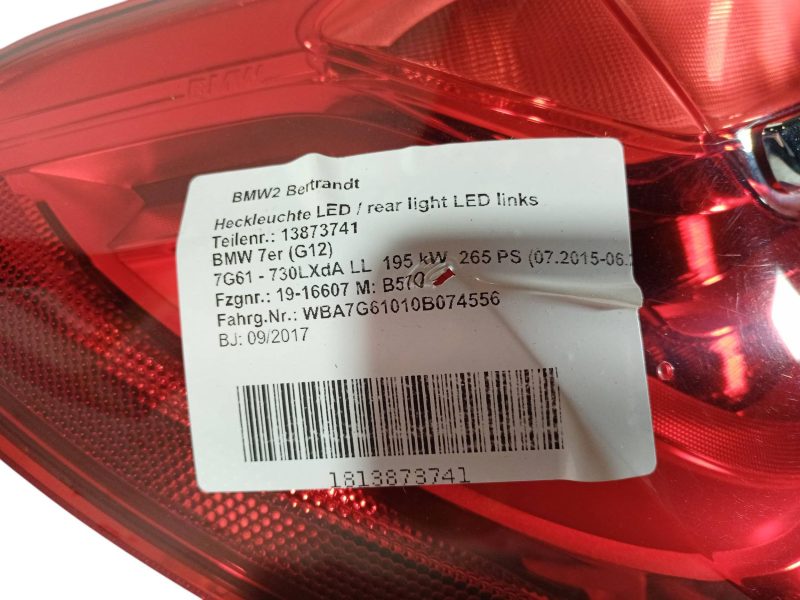 BMW
BMW2 Bertrandt
Heckleuchte LED / rear light LED links
Teilenr.: 13873741
BMW 7er (G12)
7G61 - 730LXdA LL 195 kW 265 PS (07.2015-06.
Fzgnr.: 19-16607 M: B570
Fahrg.Nr.: WBA7G61010B074556
BJ: 09/2017
1813873741